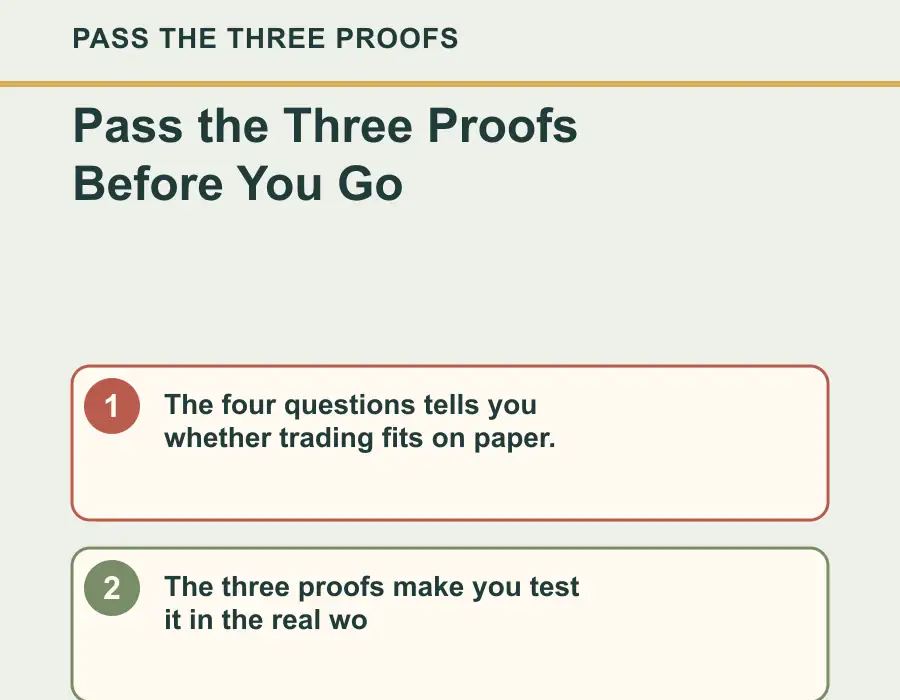 PASS THE THREE PROOFS
Pass the Three Proofs
Before You Go
1
The four questions tells you
whether trading fits on paper.
2
The three proofs make you test
it in the real wo